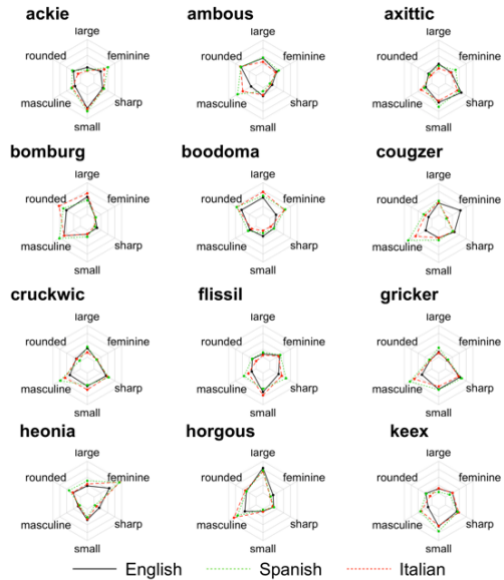 ackie ambous axittic
large large large
rounded feminine rounded feminine rounded feminine
masculine sharp masculine sharp masculine sharp
small small small
bomburg boodoma cougzer
large large large
rounded feminine rounded feminine rounded feminine
masculine sharp masculine sharp masculine sharp
small small small
cruckwic flissil gricker
large large large
rounded feminine rounded feminine rounded feminine
masculine sharp masculine sharp masculine sharp
small small small
heonia horgous keex
large large large
rounded feminine rounded feminine rounded feminine
masculine sharp masculine sharp masculine sharp
small small small
English Spanish Italian